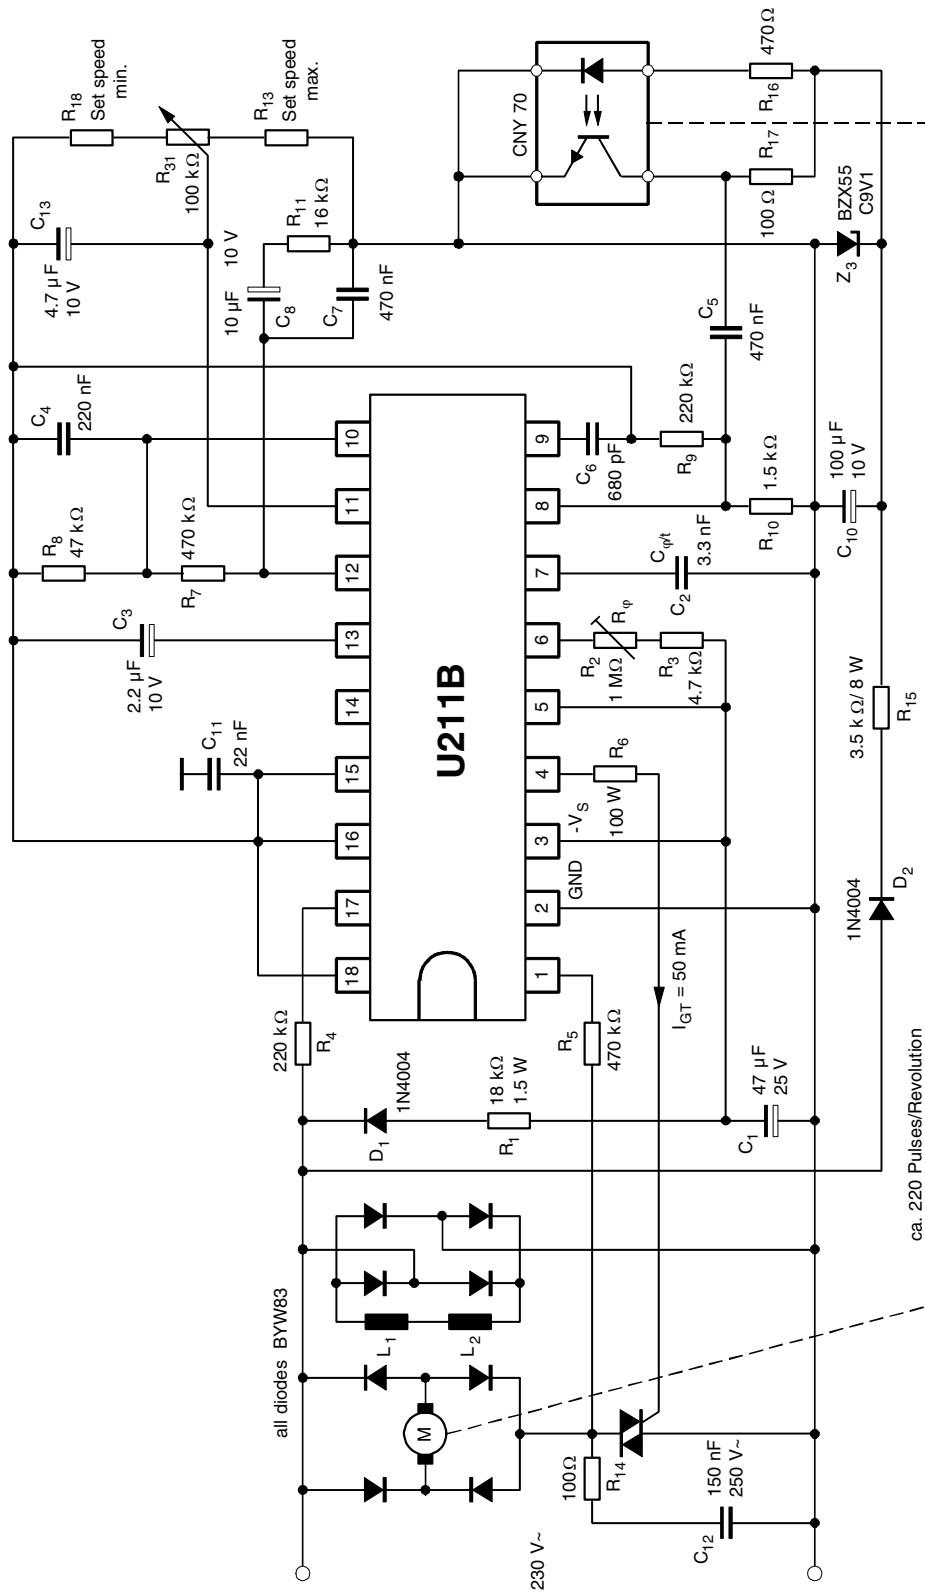 R18
Set speed
min.
R31
100 kΩ
R13
Set speed
max.
C13
4.7 µF
10 V
R11
16 kΩ
10 V
10 µF
C8
C7
470 nF
CNY 70
470 Ω
R16
R17
100 Ω
BZX55
C9V1
Z3
C4
220 nF
R8
47 kΩ
R7
470 kΩ
C3
2.2 µF
10 V
C11
22 nF
10
11
12
13
14
15
16
17
18
U211B
9
8
7
6
5
4
3
2
1
C6
680 pF
R9
220 kΩ
C5
470 nF
R10
1.5 kΩ
C10
100 µF
10 V
Cφ/t
C2
3.3 nF
R2
Rφ
1 MΩ
R3
4.7 kΩ
R6
100 W
-VS
GND
3.5 k Ω/ 8 W
R15
1N4004
D2
220 kΩ
R4
R5
470 kΩ
IGT = 50 mA
D1
1N4004
18 kΩ
1.5 W
R1
C1
47 µF
25 V
ca. 220 Pulses/Revolution
all diodes BYW83
L1
L2
M
100Ω
R14
C12
150 nF
250 V~
230 V~